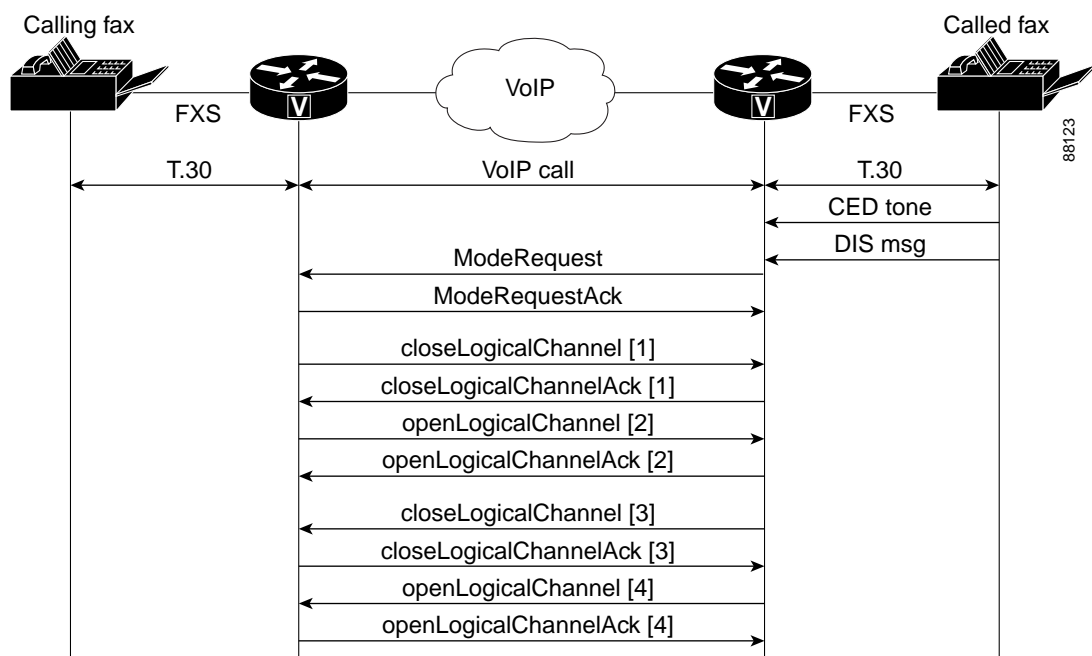 Calling fax
Called fax
VoIP
V
V
FXS
FXS
88123
T.30
VoIP call
T.30
CED tone
DIS msg
ModeRequest
ModeRequestAck
closeLogicalChannel [1]
closeLogicalChannelAck [1]
openLogicalChannel [2]
openLogicalChannelAck [2]
closeLogicalChannel [3]
closeLogicalChannelAck [3]
openLogicalChannel [4]
openLogicalChannelAck [4]